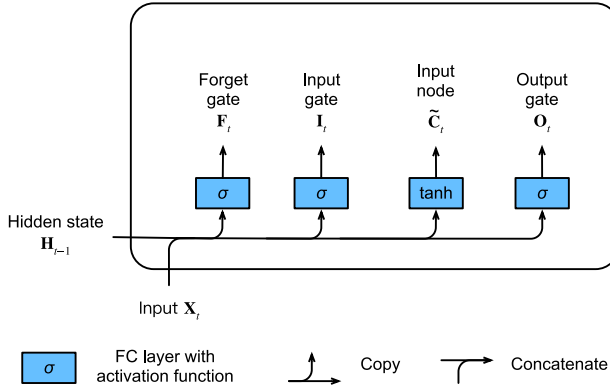 Forget gate
F_t
Input gate
I_t
Input node
C̃_t
Output gate
O_t
σ
σ
tanh
σ
Hidden state
H_{t−1}
Input X_t
σ
FC layer with
activation function
Copy
Concatenate